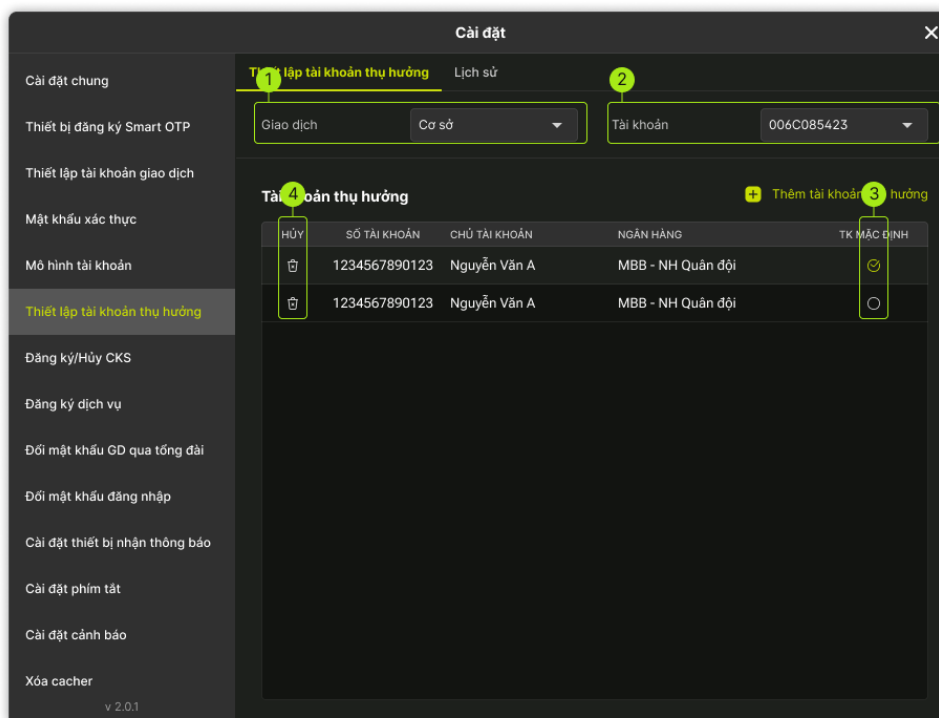 Cài đặt
Cài đặt chung
Thiết bị đăng ký Smart OTP
Thiết lập tài khoản giao dịch
Mật khẩu xác thực
Mô hình tài khoản
Thiết lập tài khoản thụ hưởng
Đăng ký/Hủy CKS
Đăng ký dịch vụ
Đổi mật khẩu GD qua tổng đài
Đổi mật khẩu đăng nhập
Cài đặt thiết bị nhận thông báo
Cài đặt phím tắt
Cài đặt cảnh báo
Xóa cacher
v 2.0.1
Thiết lập tài khoản thụ hưởng Lịch sử
1 2
Giao dịch Cơ sở Tài khoản 006C085423
Tài khoản thụ hưởng Thêm tài khoản thụ hưởng
4 3
HỦY SỐ TÀI KHOẢN CHỦ TÀI KHOẢN NGÂN HÀNG TK MẶC ĐỊNH
1234567890123 Nguyễn Văn A MBB - NH Quân đội
1234567890123 Nguyễn Văn A MBB - NH Quân đội